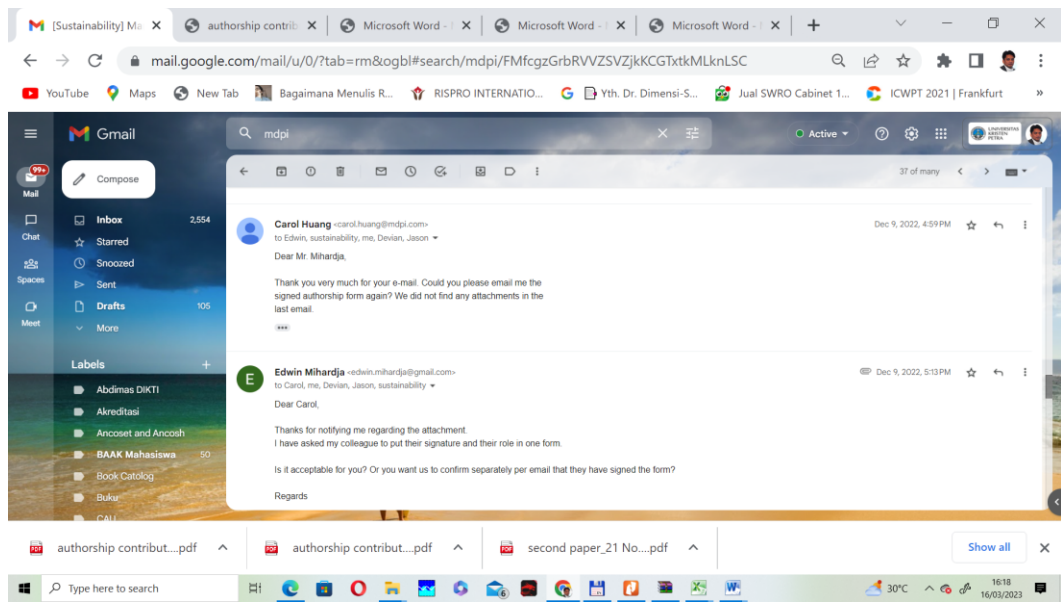 [Sustainability] Ma
authorship contrib
Microsoft Word -
Microsoft Word -
Microsoft Word -
mail.google.com/mail/u/0/?tab=rm&ogbl#search/mdpi/FMfcgzGrbRVVZSVZjkKCGTxtkMLknLSC
YouTube
Maps
New Tab
Bagaimana Menulis R...
RISPRO INTERNATIO...
Yth. Dr. Dimensi-S...
Jual SWRO Cabinet 1...
ICWPT 2021 | Frankfurt
»
Gmail
mdpi
Active
UNIVERSITAS
KRISTEN
PETRA
99+
Mail
Chat
Spaces
Meet
Compose
37 of many
Inbox 2,554
Starred
Snoozed
Sent
Drafts 105
More
Labels +
Abdimas DIKTI
Akreditasi
Ancoset and Ancosh
BAAK Mahasiswa 50
Book Catolog
Buku
CALL
Carol Huang <carol.huang@mdpi.com> Dec 9, 2022, 4:59 PM
to Edwin, sustainability, me, Devian, Jason
Dear Mr. Mihardja,
Thank you very much for your e-mail. Could you please email me the
signed authorship form again? We did not find any attachments in the
last email.
Edwin Mihardja <edwin.mihardja@gmail.com> Dec 9, 2022, 5:13 PM
E
to Carol, me, Devian, Jason, sustainability
Dear Carol,
Thanks for notifying me regarding the attachment.
I have asked my colleague to put their signature and their role in one form.
Is it acceptable for you? Or you want us to confirm separately per email that they have signed the form?
Regards
authorship contribut....pdf
authorship contribut....pdf
second paper_21 No....pdf
Show all
Type here to search
30°C
16:18
16/03/2023